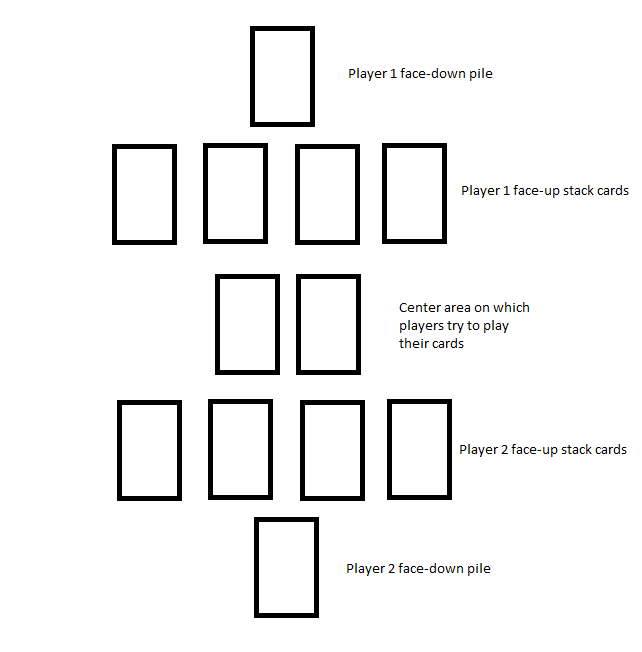 Player 1 face-down pile
Player 1 face-up stack cards
Center area on which
players try to play
their cards
Player 2 face-up stack cards
Player 2 face-down pile